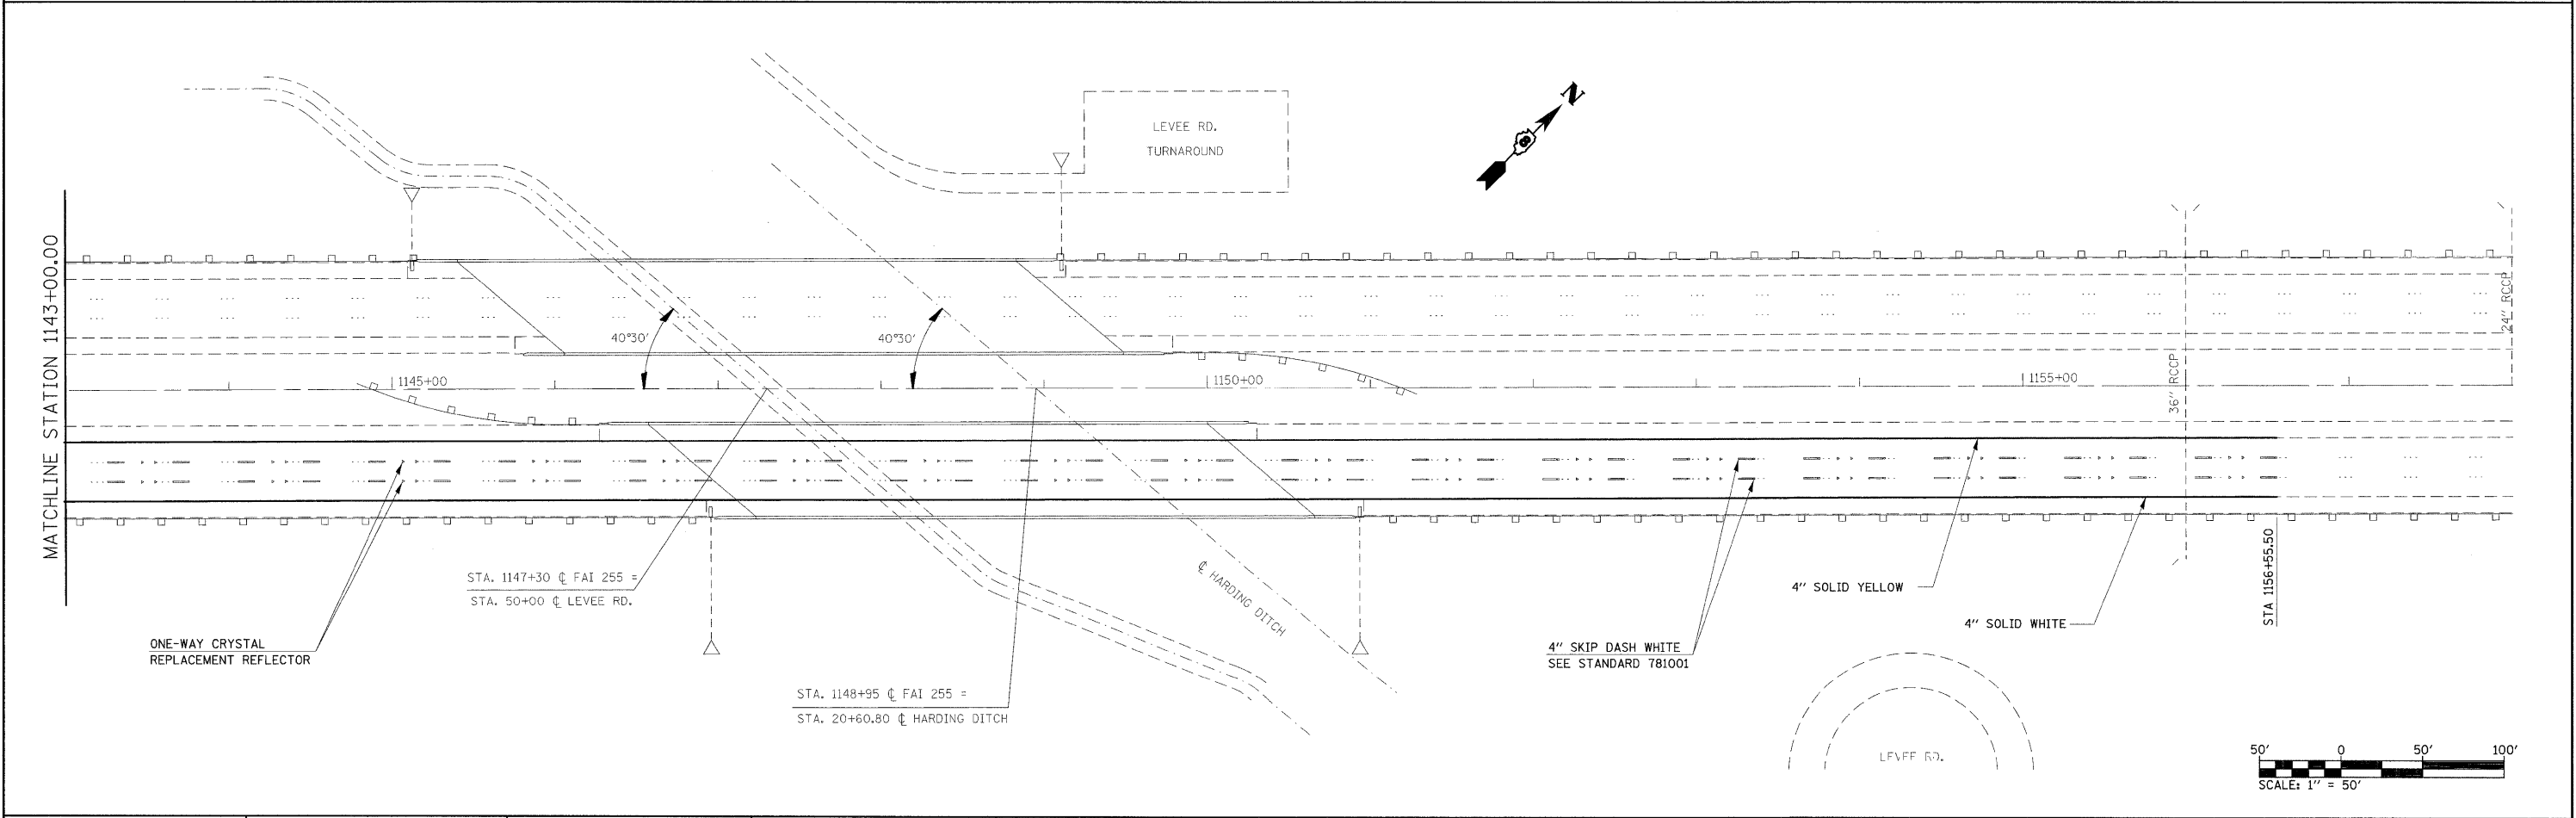 N
LEVEE RD.
TURNAROUND
MATCHLINE STATION 1143+00.00
40°30'
40°30'
1145+00
1150+00
1155+00
36" RCCP
24" RCCP
STA. 1147+30 ℄ FAI 255 =
STA. 50+00 ℄ LEVEE RD.
℄ HARDING DITCH
ONE-WAY CRYSTAL
REPLACEMENT REFLECTOR
STA. 1148+95 ℄ FAI 255 =
STA. 20+60.80 ℄ HARDING DITCH
4" SKIP DASH WHITE
SEE STANDARD 781001
4" SOLID YELLOW
4" SOLID WHITE
STA 1156+55.50
LEVEE RD.
50' 0 50' 100'
SCALE: 1" = 50'